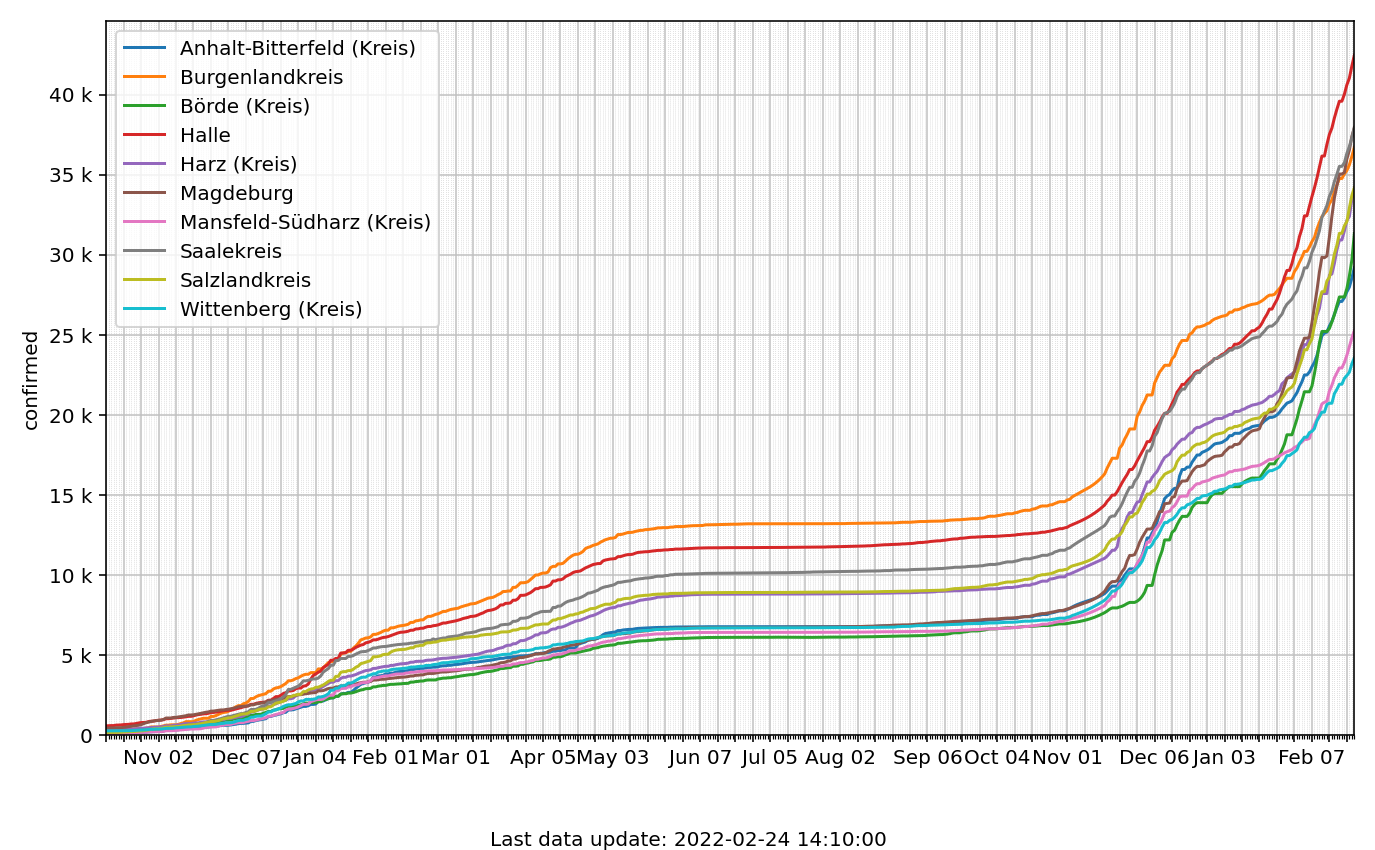 Anhalt-Bitterfeld (Kreis)
Burgenlandkreis
Börde (Kreis)
Halle
Harz (Kreis)
Magdeburg
Mansfeld-Südharz (Kreis)
Saalekreis
Salzlandkreis
Wittenberg (Kreis)
confirmed
40 k
35 k
30 k
25 k
20 k
15 k
10 k
5 k
0
Nov 02 Dec 07 Jan 04 Feb 01 Mar 01 Apr 05 May 03 Jun 07 Jul 05 Aug 02 Sep 06 Oct 04 Nov 01 Dec 06 Jan 03 Feb 07
Last data update: 2022-02-24 14:10:00